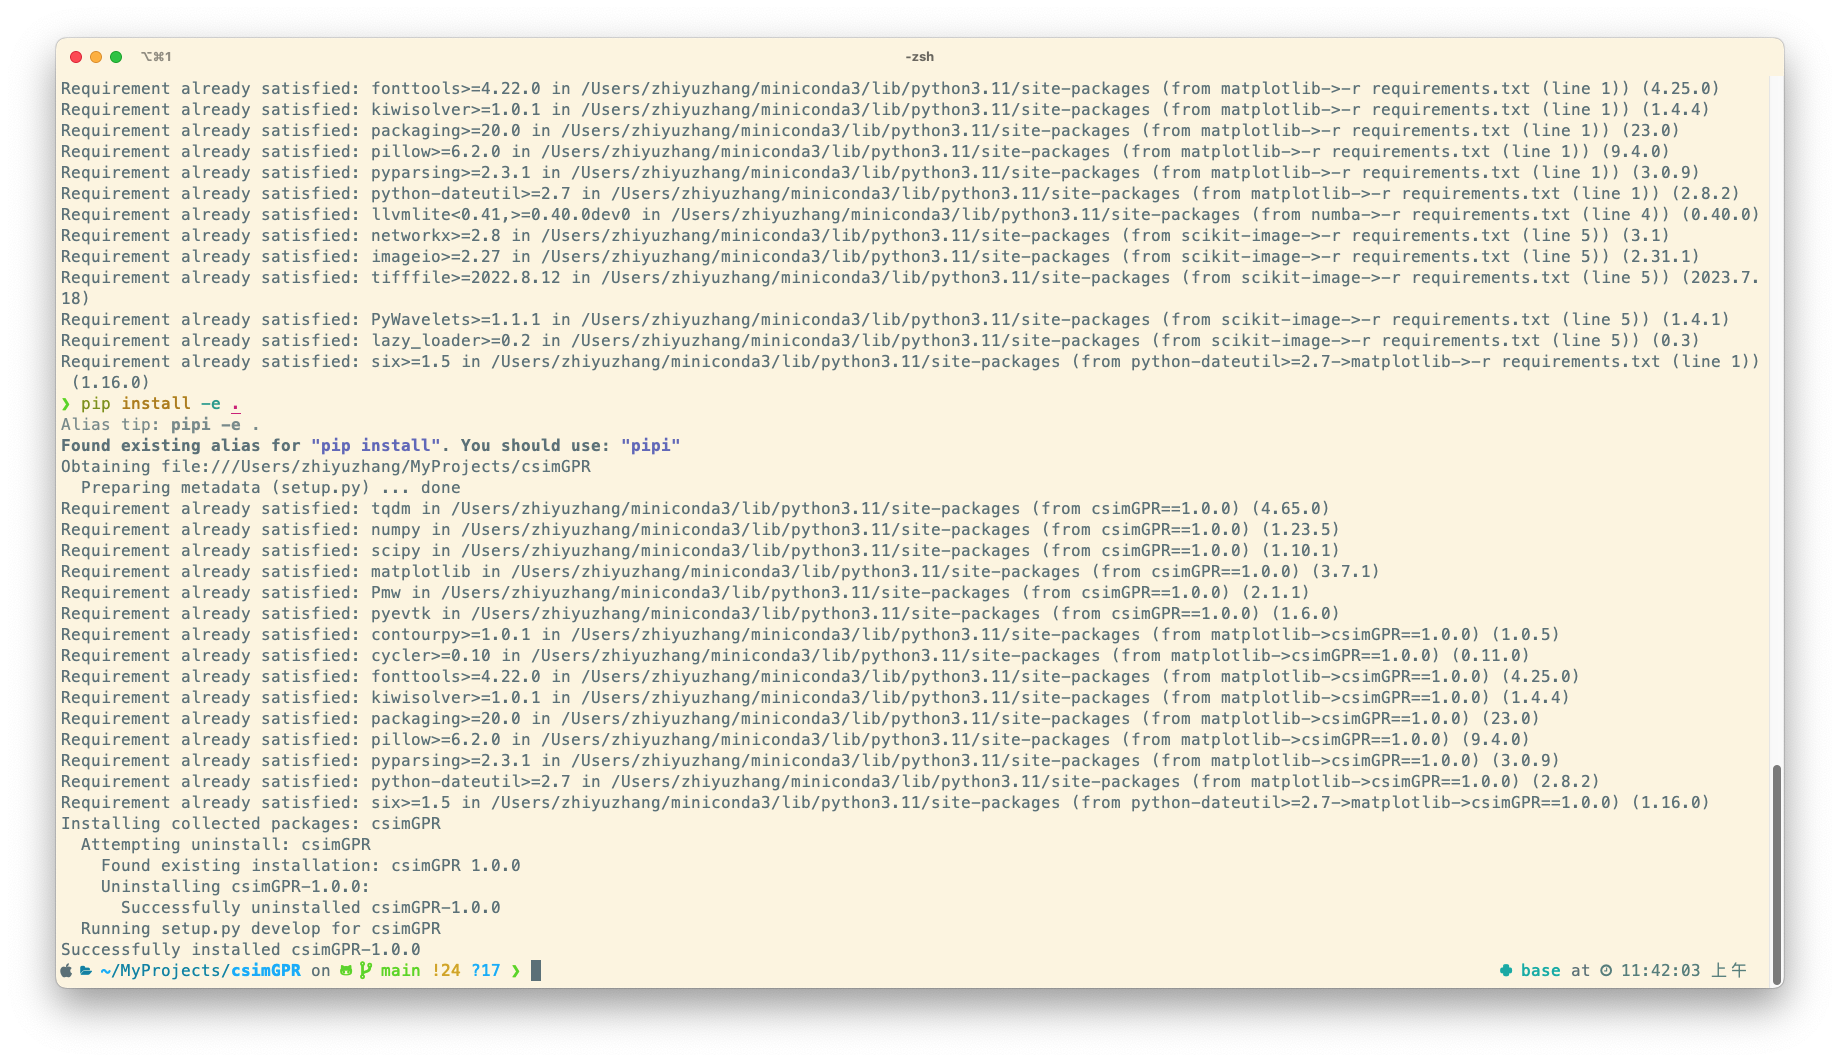 ⌥⌘1
-zsh
Requirement already satisfied: fonttools>=4.22.0 in /Users/zhiyuzhang/miniconda3/lib/python3.11/site-packages (from matplotlib->-r requirements.txt (line 1)) (4.25.0)
Requirement already satisfied: kiwisolver>=1.0.1 in /Users/zhiyuzhang/miniconda3/lib/python3.11/site-packages (from matplotlib->-r requirements.txt (line 1)) (1.4.4)
Requirement already satisfied: packaging>=20.0 in /Users/zhiyuzhang/miniconda3/lib/python3.11/site-packages (from matplotlib->-r requirements.txt (line 1)) (23.0)
Requirement already satisfied: pillow>=6.2.0 in /Users/zhiyuzhang/miniconda3/lib/python3.11/site-packages (from matplotlib->-r requirements.txt (line 1)) (9.4.0)
Requirement already satisfied: pyparsing>=2.3.1 in /Users/zhiyuzhang/miniconda3/lib/python3.11/site-packages (from matplotlib->-r requirements.txt (line 1)) (3.0.9)
Requirement already satisfied: python-dateutil>=2.7 in /Users/zhiyuzhang/miniconda3/lib/python3.11/site-packages (from matplotlib->-r requirements.txt (line 1)) (2.8.2)
Requirement already satisfied: llvmlite<0.41,>=0.40.0dev0 in /Users/zhiyuzhang/miniconda3/lib/python3.11/site-packages (from numba->-r requirements.txt (line 4)) (0.40.0)
Requirement already satisfied: networkx>=2.8 in /Users/zhiyuzhang/miniconda3/lib/python3.11/site-packages (from scikit-image->-r requirements.txt (line 5)) (3.1)
Requirement already satisfied: imageio>=2.27 in /Users/zhiyuzhang/miniconda3/lib/python3.11/site-packages (from scikit-image->-r requirements.txt (line 5)) (2.31.1)
Requirement already satisfied: tifffile>=2022.8.12 in /Users/zhiyuzhang/miniconda3/lib/python3.11/site-packages (from scikit-image->-r requirements.txt (line 5)) (2023.7.
18)
Requirement already satisfied: PyWavelets>=1.1.1 in /Users/zhiyuzhang/miniconda3/lib/python3.11/site-packages (from scikit-image->-r requirements.txt (line 5)) (1.4.1)
Requirement already satisfied: lazy_loader>=0.2 in /Users/zhiyuzhang/miniconda3/lib/python3.11/site-packages (from scikit-image->-r requirements.txt (line 5)) (0.3)
Requirement already satisfied: six>=1.5 in /Users/zhiyuzhang/miniconda3/lib/python3.11/site-packages (from python-dateutil>=2.7->matplotlib->-r requirements.txt (line 1))
 (1.16.0)
❯ pip install -e .
Alias tip: pipi -e .
Found existing alias for "pip install". You should use: "pipi"
Obtaining file:///Users/zhiyuzhang/MyProjects/csimGPR
  Preparing metadata (setup.py) ... done
Requirement already satisfied: tqdm in /Users/zhiyuzhang/miniconda3/lib/python3.11/site-packages (from csimGPR==1.0.0) (4.65.0)
Requirement already satisfied: numpy in /Users/zhiyuzhang/miniconda3/lib/python3.11/site-packages (from csimGPR==1.0.0) (1.23.5)
Requirement already satisfied: scipy in /Users/zhiyuzhang/miniconda3/lib/python3.11/site-packages (from csimGPR==1.0.0) (1.10.1)
Requirement already satisfied: matplotlib in /Users/zhiyuzhang/miniconda3/lib/python3.11/site-packages (from csimGPR==1.0.0) (3.7.1)
Requirement already satisfied: Pmw in /Users/zhiyuzhang/miniconda3/lib/python3.11/site-packages (from csimGPR==1.0.0) (2.1.1)
Requirement already satisfied: pyevtk in /Users/zhiyuzhang/miniconda3/lib/python3.11/site-packages (from csimGPR==1.0.0) (1.6.0)
Requirement already satisfied: contourpy>=1.0.1 in /Users/zhiyuzhang/miniconda3/lib/python3.11/site-packages (from matplotlib->csimGPR==1.0.0) (1.0.5)
Requirement already satisfied: cycler>=0.10 in /Users/zhiyuzhang/miniconda3/lib/python3.11/site-packages (from matplotlib->csimGPR==1.0.0) (0.11.0)
Requirement already satisfied: fonttools>=4.22.0 in /Users/zhiyuzhang/miniconda3/lib/python3.11/site-packages (from matplotlib->csimGPR==1.0.0) (4.25.0)
Requirement already satisfied: kiwisolver>=1.0.1 in /Users/zhiyuzhang/miniconda3/lib/python3.11/site-packages (from matplotlib->csimGPR==1.0.0) (1.4.4)
Requirement already satisfied: packaging>=20.0 in /Users/zhiyuzhang/miniconda3/lib/python3.11/site-packages (from matplotlib->csimGPR==1.0.0) (23.0)
Requirement already satisfied: pillow>=6.2.0 in /Users/zhiyuzhang/miniconda3/lib/python3.11/site-packages (from matplotlib->csimGPR==1.0.0) (9.4.0)
Requirement already satisfied: pyparsing>=2.3.1 in /Users/zhiyuzhang/miniconda3/lib/python3.11/site-packages (from matplotlib->csimGPR==1.0.0) (3.0.9)
Requirement already satisfied: python-dateutil>=2.7 in /Users/zhiyuzhang/miniconda3/lib/python3.11/site-packages (from matplotlib->csimGPR==1.0.0) (2.8.2)
Requirement already satisfied: six>=1.5 in /Users/zhiyuzhang/miniconda3/lib/python3.11/site-packages (from python-dateutil>=2.7->matplotlib->csimGPR==1.0.0) (1.16.0)
Installing collected packages: csimGPR
  Attempting uninstall: csimGPR
    Found existing installation: csimGPR 1.0.0
    Uninstalling csimGPR-1.0.0:
      Successfully uninstalled csimGPR-1.0.0
  Running setup.py develop for csimGPR
Successfully installed csimGPR-1.0.0
~/MyProjects/csimGPR on main !24 ?17 ❯ base at 11:42:03 上午